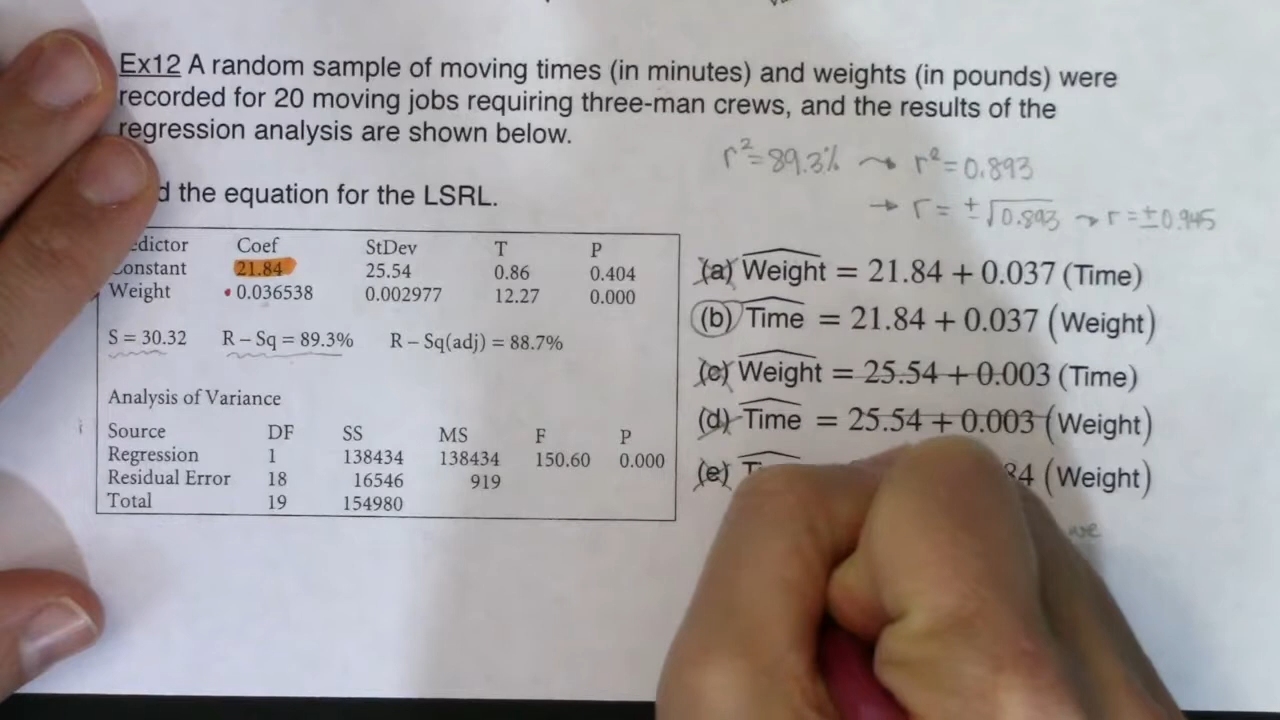 Ex12 A random sample of moving times (in minutes) and weights (in pounds) were
recorded for 20 moving jobs requiring three-man crews, and the results of the
regression analysis are shown below.
r²=89.3% → r²=0.893
→ r = ±√0.893 → r=±0.945
d the equation for the LSRL.
edictor Coef StDev T P
Constant 21.84 25.54 0.86 0.404
Weight 0.036538 0.002977 12.27 0.000
S = 30.32 R – Sq = 89.3% R – Sq(adj) = 88.7%
Analysis of Variance
Source DF SS MS F P
Regression 1 138434 138434 150.60 0.000
Residual Error 18 16546 919
Total 19 154980
(a) Weight = 21.84 + 0.037 (Time)
(b) Time = 21.84 + 0.037 (Weight)
(c) Weight = 25.54 + 0.003 (Time)
(d) Time = 25.54 + 0.003 (Weight)
(e) T 84 (Weight)